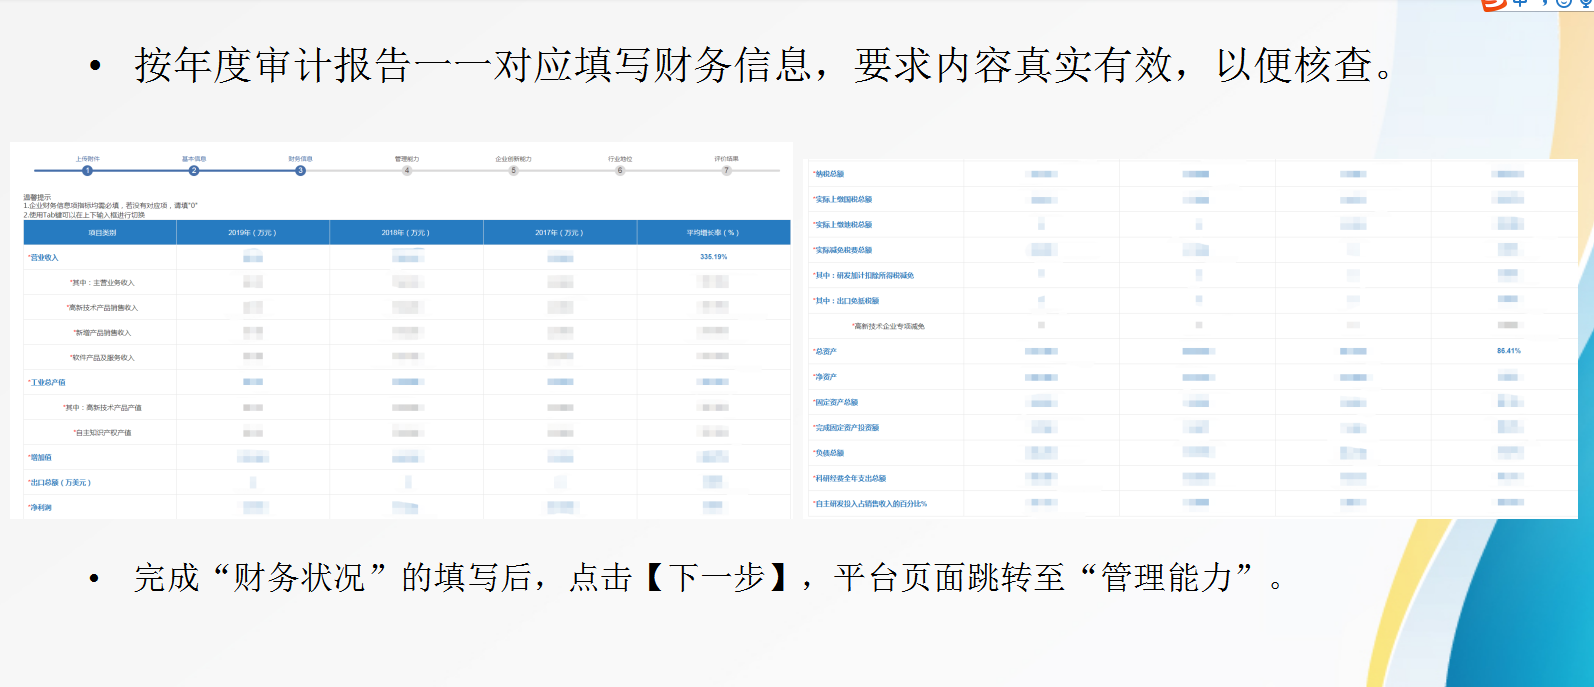 • 按年度审计报告一一对应填写财务信息，要求内容真实有效，以便核查。
上传附件 基本信息 财务信息 管理能力 企业创新能力 行业地位 评价结果
1 2 3 4 5 6 7
温馨提示
1.企业财务信息项指标均需必填，若没有对应项，请填"0"
2.使用Tab键可以在上下输入框进行切换
项目类别 2019年（万元） 2018年（万元） 2017年（万元） 平均增长率（%）
*营业收入 335.19%
*其中：主营业务收入
*高新技术产品销售收入
*新增产品销售收入
*软件产品及服务收入
*工业总产值
*其中：高新技术产品产值
*自主知识产权产值
*增加值
*出口总额（万美元）
*净利润
*纳税总额
*实际上缴国税总额
*实际上缴地税总额
*实际减免税费总额
*其中：研发加计扣除所得税减免
*其中：出口免抵税额
*高新技术企业专项减免
*总资产 86.41%
*净资产
*固定资产总额
*完成固定资产投资额
*负债总额
*科研经费全年支出总额
*自主研发投入占销售收入的百分比%
• 完成“财务状况”的填写后，点击【下一步】，平台页面跳转至“管理能力”。